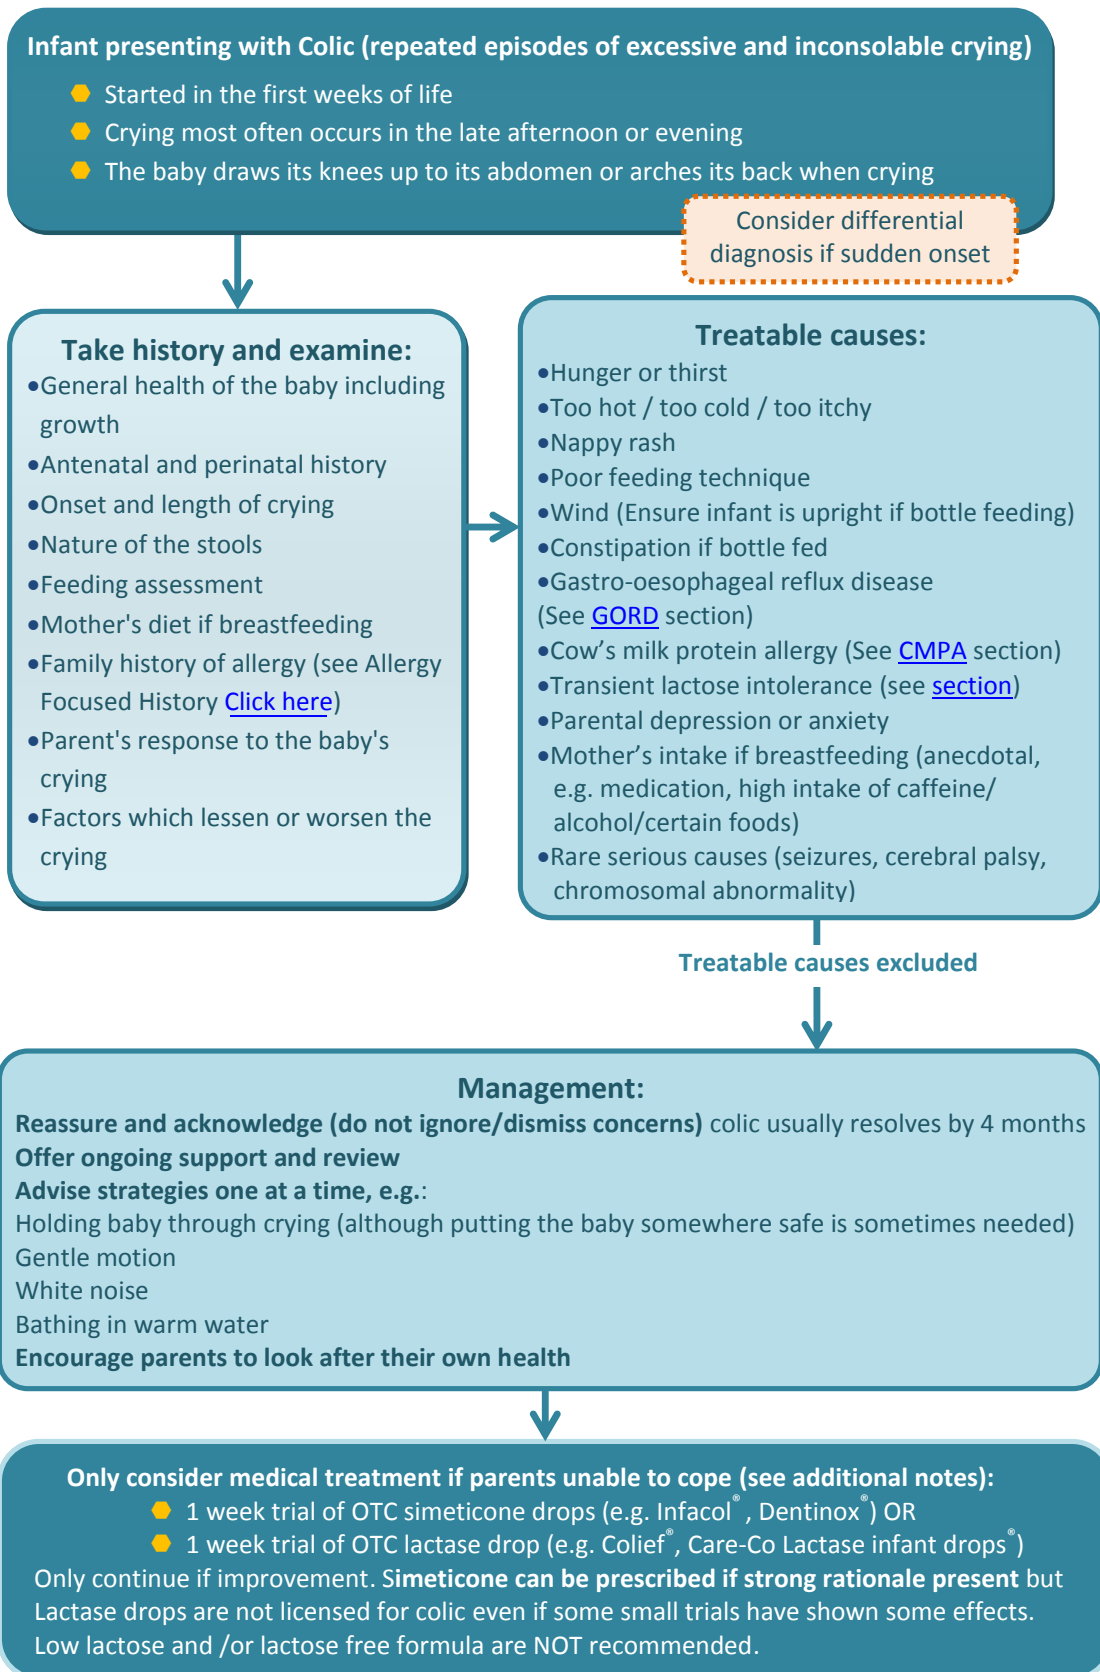 Infant presenting with Colic (repeated episodes of excessive and inconsolable crying)
Started in the first weeks of life
Crying most often occurs in the late afternoon or evening
The baby draws its knees up to its abdomen or arches its back when crying
Consider differential
diagnosis if sudden onset
Take history and examine:
•General health of the baby including
growth
•Antenatal and perinatal history
•Onset and length of crying
•Nature of the stools
•Feeding assessment
•Mother's diet if breastfeeding
•Family history of allergy (see Allergy
Focused History Click here)
•Parent's response to the baby's
crying
•Factors which lessen or worsen the
crying
Treatable causes:
•Hunger or thirst
•Too hot / too cold / too itchy
•Nappy rash
•Poor feeding technique
•Wind (Ensure infant is upright if bottle feeding)
•Constipation if bottle fed
•Gastro-oesophageal reflux disease
(See GORD section)
•Cow’s milk protein allergy (See CMPA section)
•Transient lactose intolerance (see section)
•Parental depression or anxiety
•Mother’s intake if breastfeeding (anecdotal,
e.g. medication, high intake of caffeine/
alcohol/certain foods)
•Rare serious causes (seizures, cerebral palsy,
chromosomal abnormality)
Treatable causes excluded
Management:
Reassure and acknowledge (do not ignore/dismiss concerns) colic usually resolves by 4 months
Offer ongoing support and review
Advise strategies one at a time, e.g.:
Holding baby through crying (although putting the baby somewhere safe is sometimes needed)
Gentle motion
White noise
Bathing in warm water
Encourage parents to look after their own health
Only consider medical treatment if parents unable to cope (see additional notes):
1 week trial of OTC simeticone drops (e.g. Infacol®, Dentinox®) OR
1 week trial of OTC lactase drop (e.g. Colief®, Care-Co Lactase infant drops®)
Only continue if improvement. Simeticone can be prescribed if strong rationale present but
Lactase drops are not licensed for colic even if some small trials have shown some effects.
Low lactose and /or lactose free formula are NOT recommended.